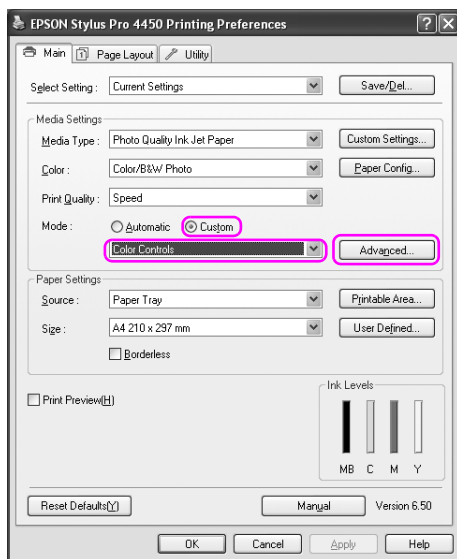 EPSON Stylus Pro 4450 Printing Preferences
Main Page Layout Utility
Select Setting : Current Settings Save/Del...
Media Settings
Media Type : Photo Quality Ink Jet Paper Custom Settings...
Color : Color/B&W Photo Paper Config...
Print Quality : Speed
Mode : Automatic Custom
Color Controls Advanced...
Paper Settings
Source : Paper Tray Printable Area...
Size : A4 210 x 297 mm User Defined...
Borderless
Print Preview(H)
Ink Levels
MB C M Y
Reset Defaults(Y) Manual Version 6.50
OK Cancel Apply Help